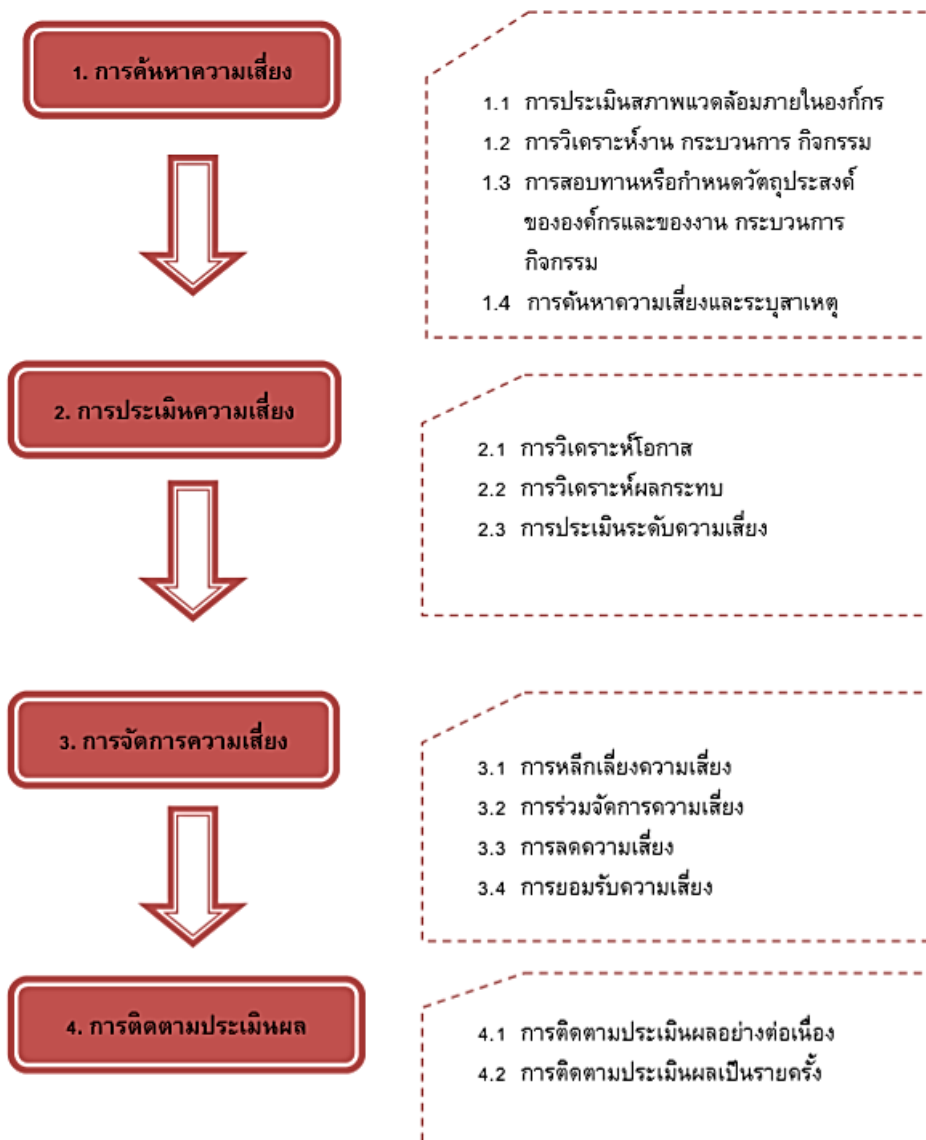 1. การค้นหาความเสี่ยง
1.1 การประเมินสภาพแวดล้อมภายในองก์กร
1.2 การวิเคราะห์งาน กระบวนการ กิจกรรม
1.3 การสอบทานหรือกำหนดวัตถุประสงค์
ขององค์กรและของงาน กระบวนการ
กิจกรรม
1.4 การค้นหาความเสี่ยงและระบุสาเหตุ
2. การประเมินความเสี่ยง
2.1 การวิเคราะห์โอกาส
2.2 การวิเคราะห์ผลกระทบ
2.3 การประเมินระดับความเสี่ยง
3. การจัดการความเสี่ยง
3.1 การหลีกเลี่ยงความเสี่ยง
3.2 การร่วมจัดการความเสี่ยง
3.3 การลดความเสี่ยง
3.4 การยอมรับความเสี่ยง
4. การติดตามประเมินผล
4.1 การติดตามประเมินผลอย่างต่อเนื่อง
4.2 การติดตามประเมินผลเป็นรายครั้ง